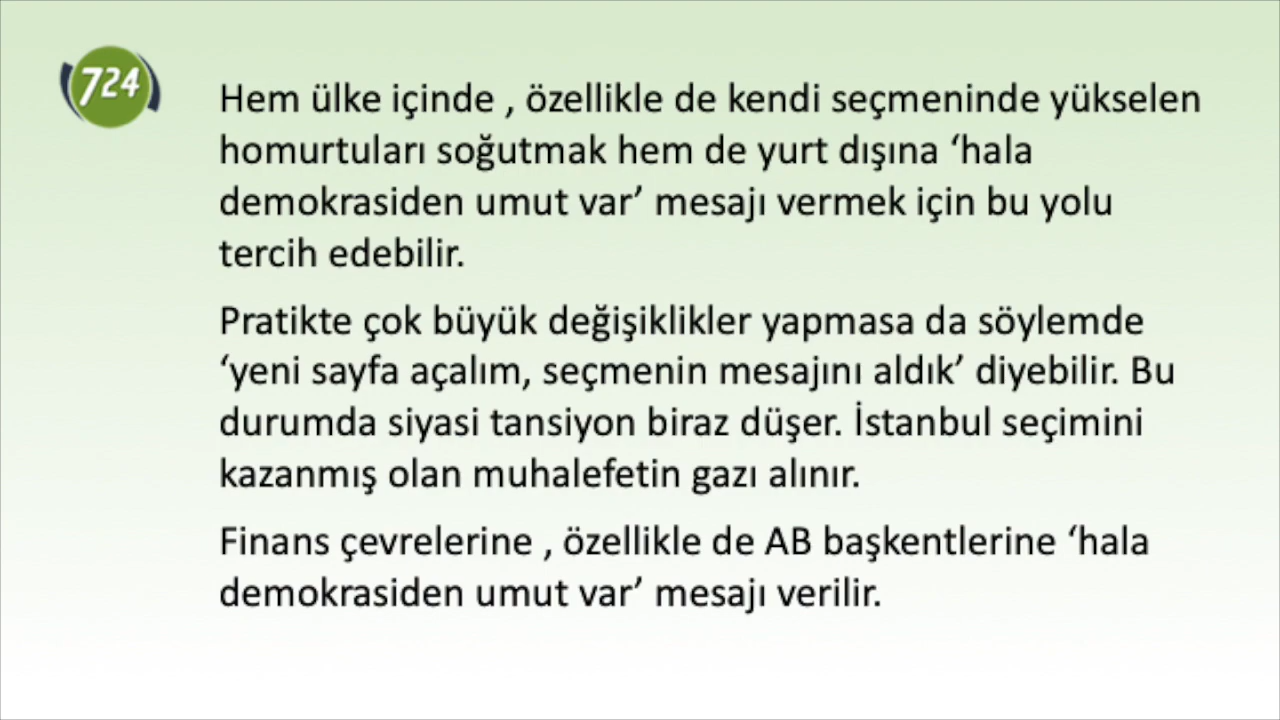 724
Hem ülke içinde , özellikle de kendi seçmeninde yükselen
homurtuları soğutmak hem de yurt dışına ‘hala
demokrasiden umut var’ mesajı vermek için bu yolu
tercih edebilir.
Pratikte çok büyük değişiklikler yapmasa da söylemde
‘yeni sayfa açalım, seçmenin mesajını aldık’ diyebilir. Bu
durumda siyasi tansiyon biraz düşer. İstanbul seçimini
kazanmış olan muhalefetin gazı alınır.
Finans çevrelerine , özellikle de AB başkentlerine ‘hala
demokrasiden umut var’ mesajı verilir.